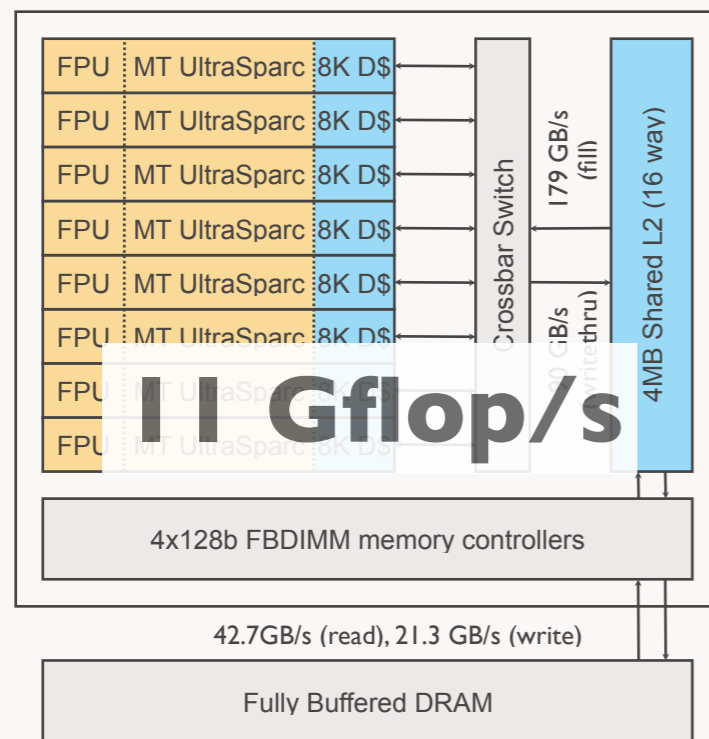 FPU MT UltraSparc 8K D$
FPU MT UltraSparc 8K D$
FPU MT UltraSparc 8K D$
FPU MT UltraSparc 8K D$
FPU MT UltraSparc 8K D$
FPU MT UltraSparc 8K D$
FPU MT UltraSparc 8K D$
FPU MT UltraSparc 8K D$
Crossbar Switch
179 GB/s
(fill)
GB/s
4MB Shared L2 (16 way)
11 Gflop/s
4x128b FBDIMM memory controllers
42.7GB/s (read), 21.3 GB/s (write)
Fully Buffered DRAM